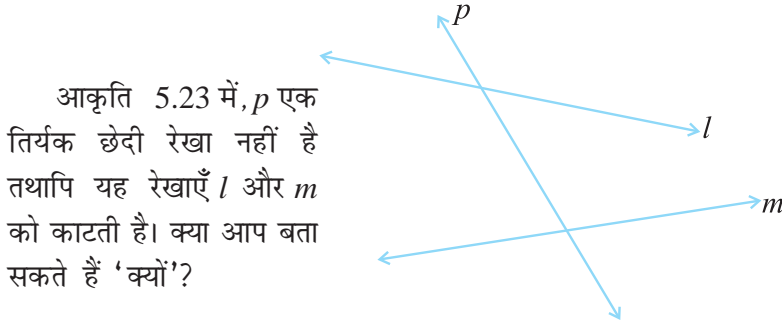 p
आकृति 5.23 में, p एक
तिर्यक छेदी रेखा नहीं है
तथापि यह रेखाएँ l और m
को काटती है। क्या आप बता
सकते हैं ‘क्यों’?
l
m